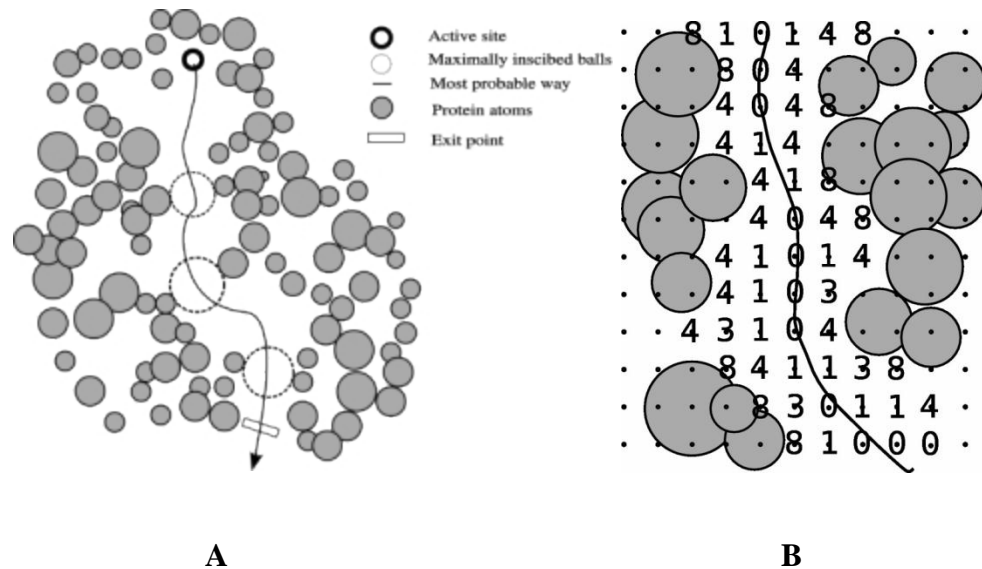 Active site
Maximally inscibed balls
Most probable way
Protein atoms
Exit point
8 1 0 1 4 8
8 0 4
4 0 4 8
4 1 4
4 1 8
4 0 4 8
4 1 0 1 4
4 1 0 3
4 3 1 0 4
8 4 1 1 3 8
8 3 0 1 1 4
8 1 0 0 0
A
B